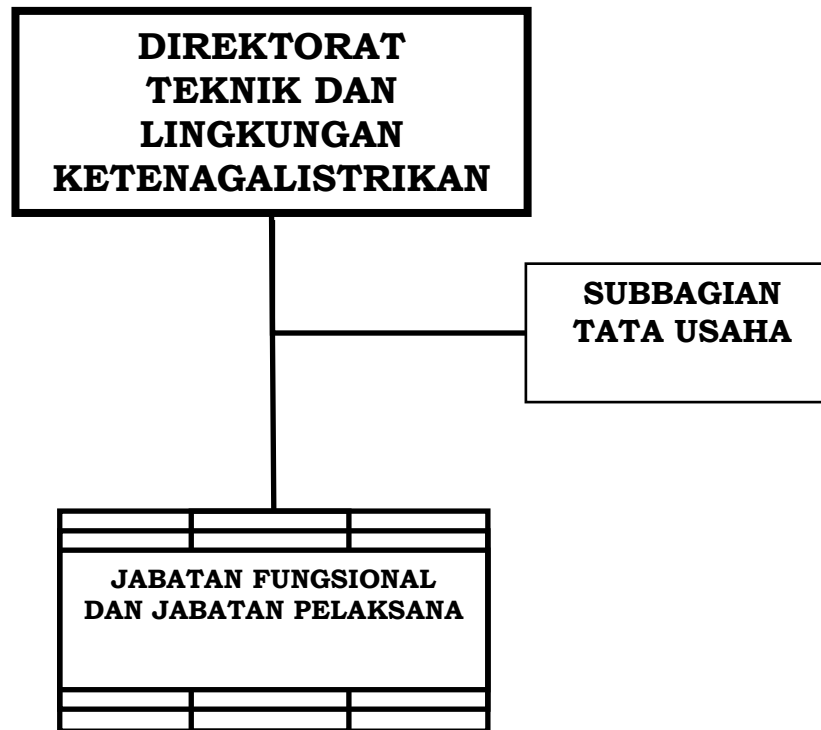 DIREKTORAT
TEKNIK DAN
LINGKUNGAN
KETENAGALISTRIKAN
SUBBAGIAN
TATA USAHA
JABATAN FUNGSIONAL
DAN JABATAN PELAKSANA